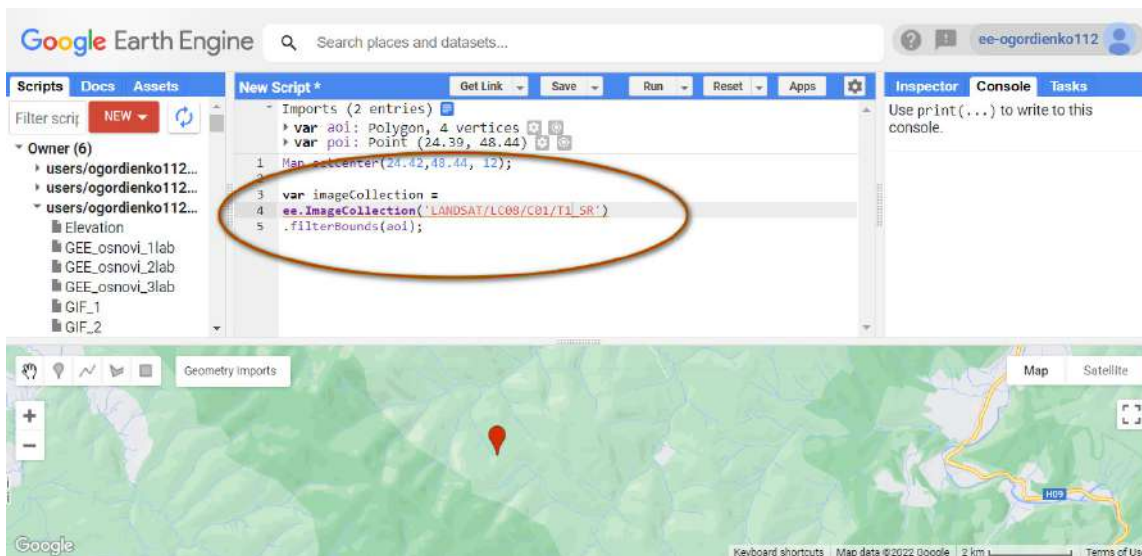 Google Earth Engine
Search places and datasets...
ee-ogordienko112
Scripts Docs Assets
New Script *
Get Link Save Run Reset Apps
Inspector Console Tasks
Filter scrip NEW
Owner (6)
users/ogordienko112...
users/ogordienko112...
users/ogordienko112...
Elevation
GEE_osnovi_1lab
GEE_osnovi_2lab
GEE_osnovi_3lab
GIF_1
GIF_2
Imports (2 entries)
var aoi: Polygon, 4 vertices
var poi: Point (24.39, 48.44)
1 Map.setCenter(24.42,48.44, 12);
2
3 var imageCollection =
4 ee.ImageCollection('LANDSAT/LC08/C01/T1_SR')
5 .filterBounds(aoi);
Use print(...) to write to this
console.
Geometry Imports
Map Satellite
H09
Google
Keyboard shortcuts Map data ©2022 Google 2 km Terms of Us